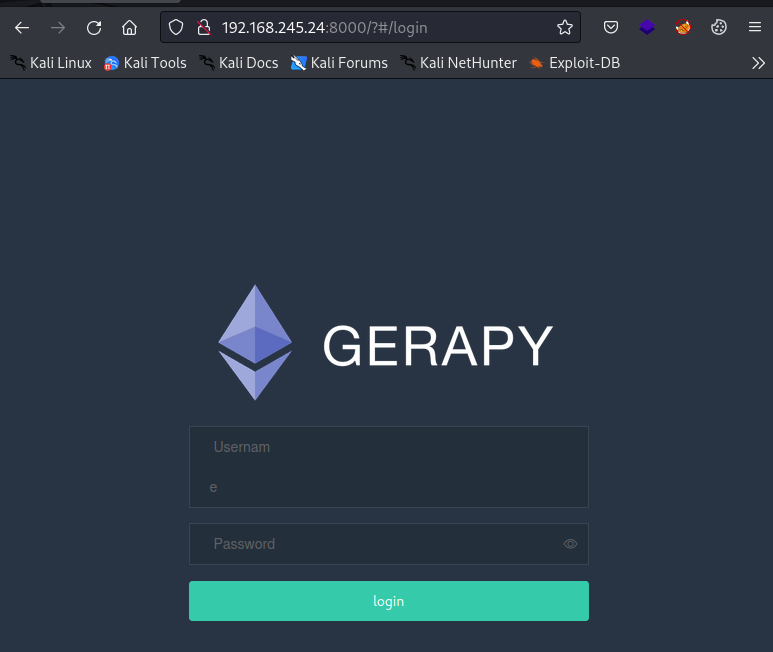 192.168.245.24:8000/?#/login
Kali Linux Kali Tools Kali Docs Kali Forums Kali NetHunter Exploit-DB
GERAPY
Usernam
e
Password
login